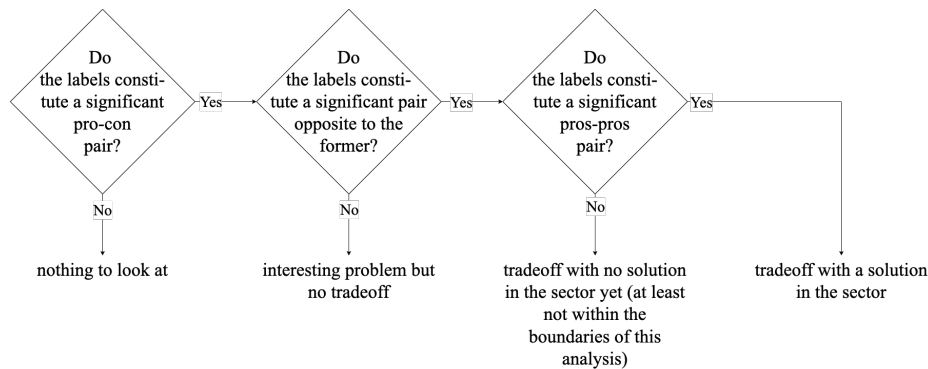 Do
the labels consti-
tute a significant
pro-con
pair?
Yes
No
nothing to look at
Do
the labels consti-
tute a significant pair
opposite to the
former?
Yes
No
interesting problem but
no tradeoff
Do
the labels consti-
tute a significant
pros-pros
pair?
Yes
No
tradeoff with no solution
in the sector yet (at least
not within the
boundaries of this
analysis)
tradeoff with a solution
in the sector